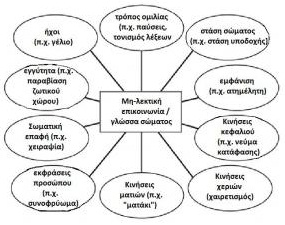 ήχοι
(π.χ. γέλιο)
τρόπος ομιλίας
(π.χ. παύσεις,
τονισμός λέξεων
στάση σώματος
(π.χ. στάση υποδοχής)
εγγύτητα (π.χ.
παραβίαση
ζωτικού
χώρου)
εμφάνιση
(π.χ. ατημέλητη)
Μη-λεκτική
επικοινωνία /
γλώσσα σώματος
Σωματική
επαφή (π.χ.
χειραψία)
Κινήσεις
κεφαλιού
(π.χ. νεύμα
κατάφασης)
εκφράσεις
προσώπου (π.χ.
συνοφρύωμα)
Κινήσεις
ματιών (π.χ.
"ματάκι")
Κινήσεις
χεριών
(χαιρετισμός)